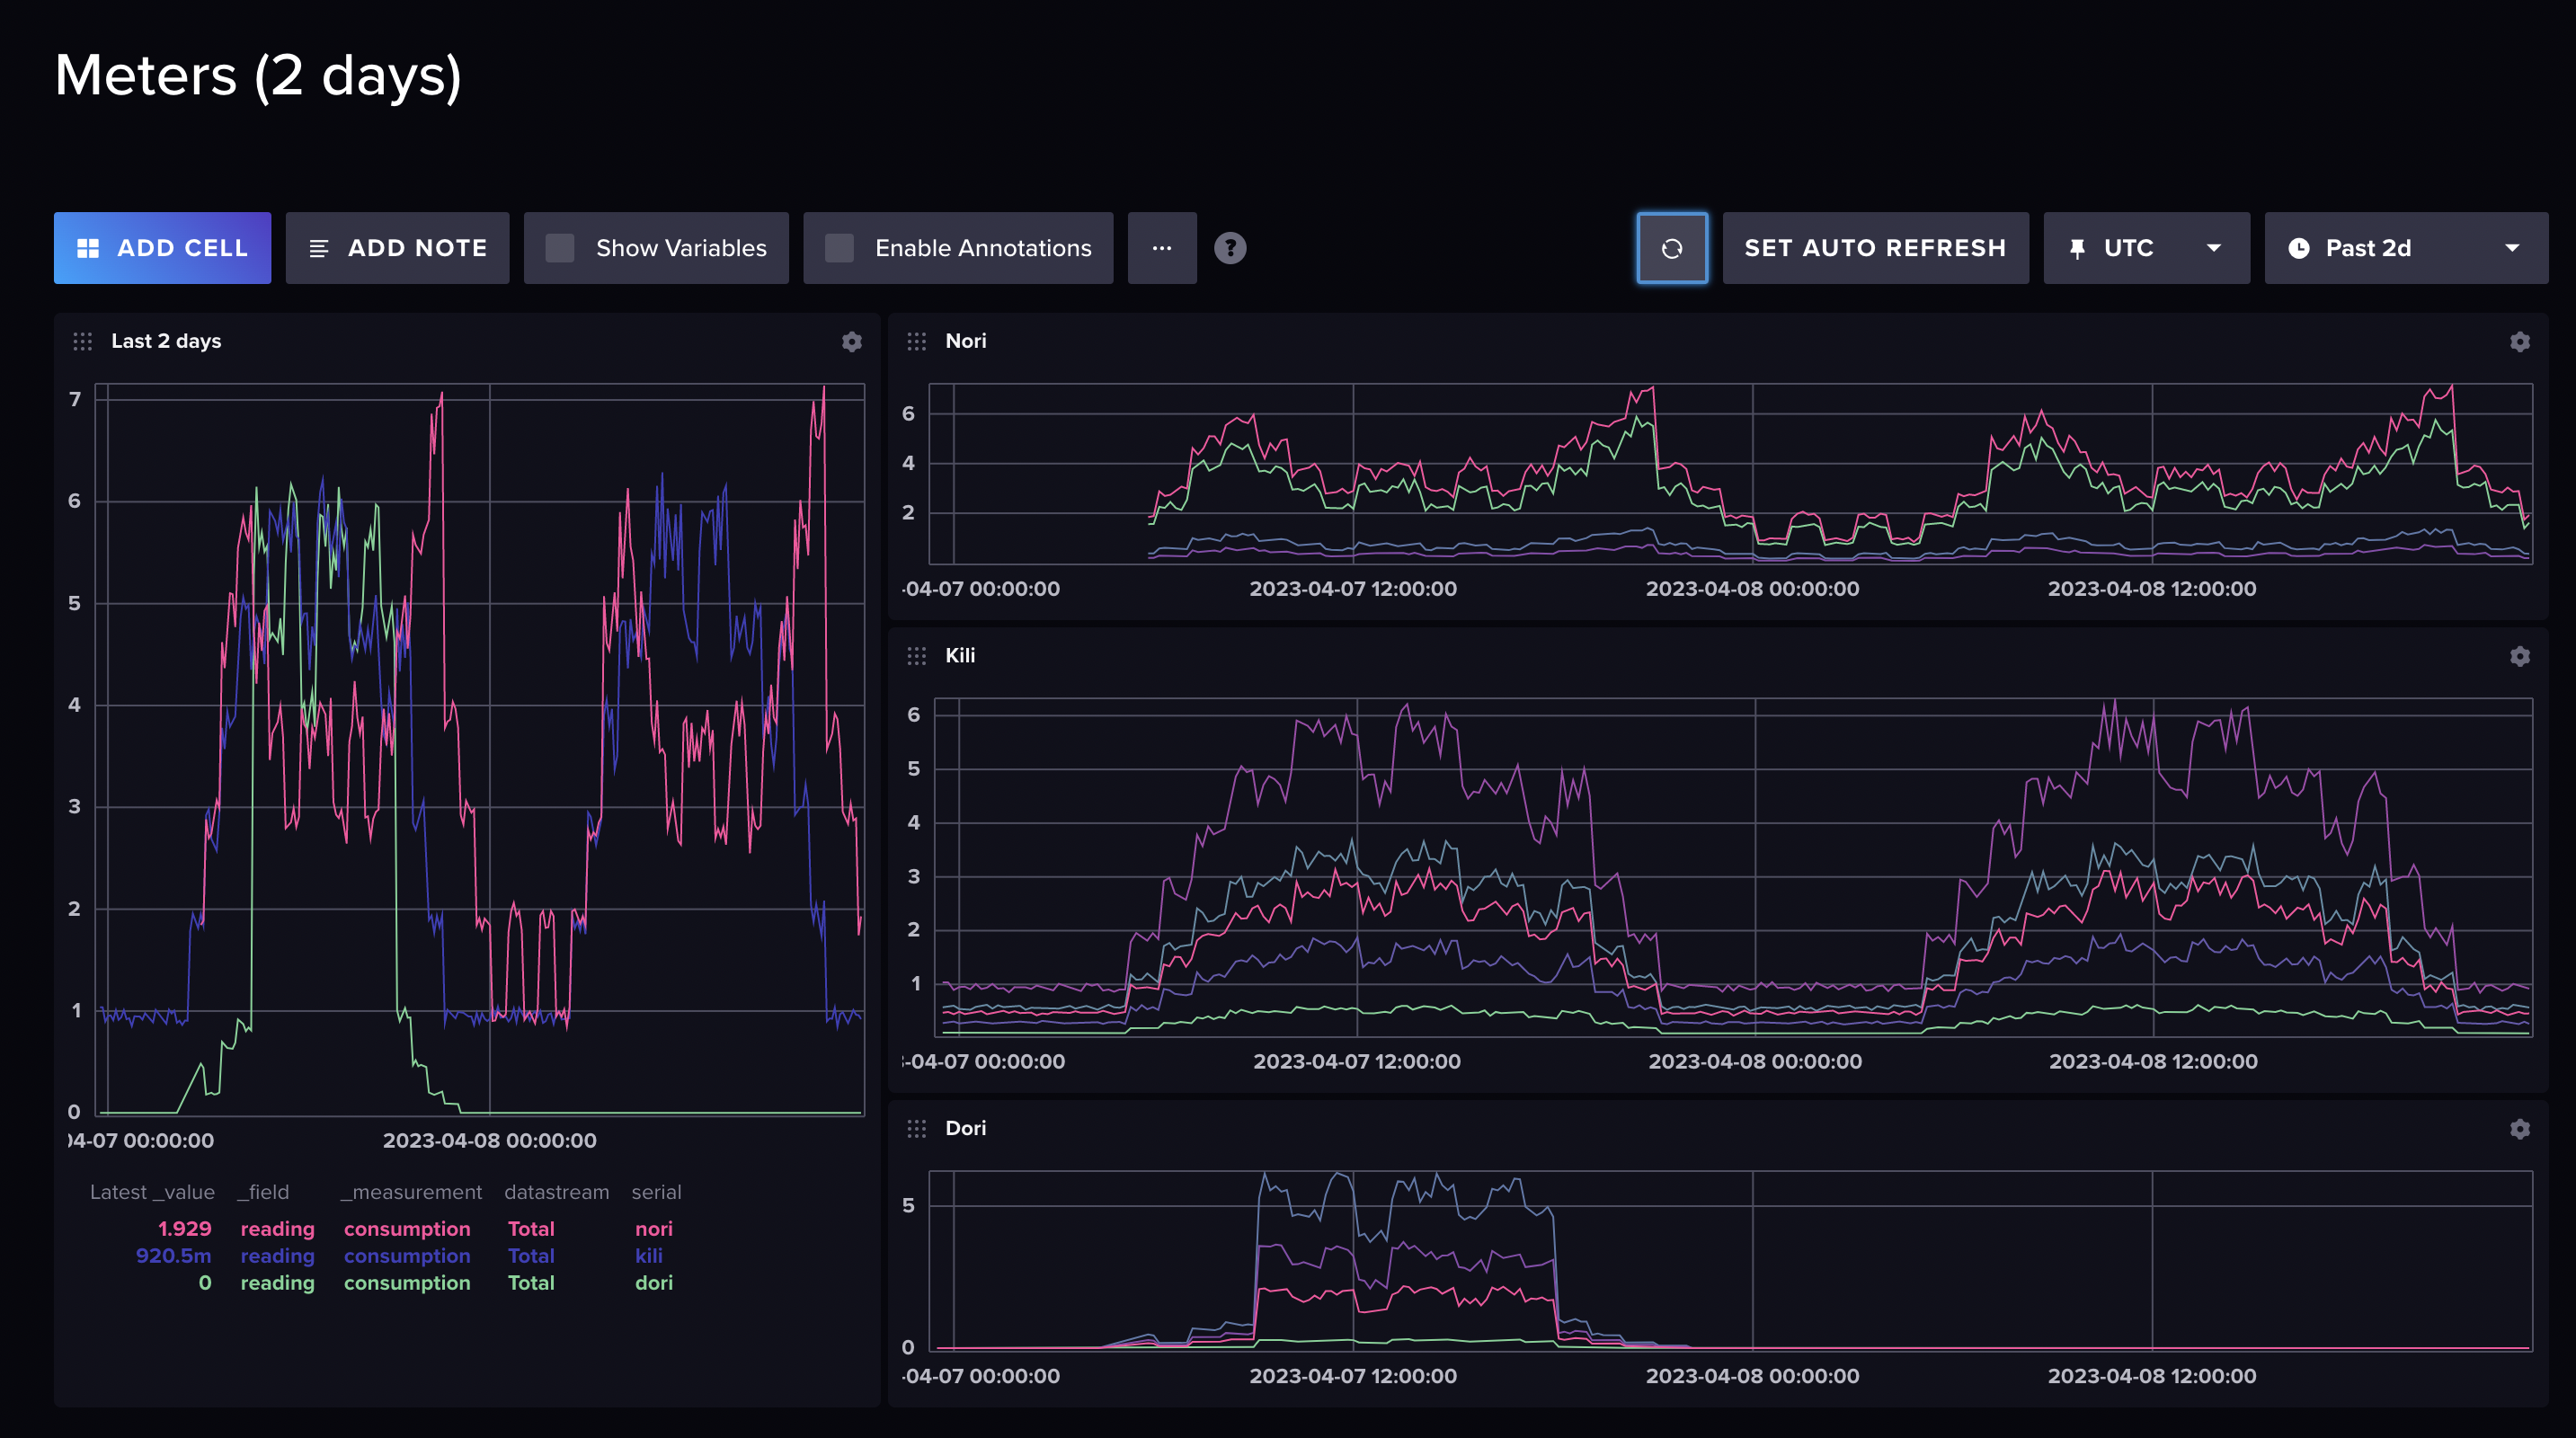 Meters (2 days)
ADD CELL
ADD NOTE
Show Variables
Enable Annotations
...
?
SET AUTO REFRESH
UTC
Past 2d
Last 2 days
7
6
5
4
3
2
1
0
04-07 00:00:00
2023-04-08 00:00:00
Latest _value _field _measurement datastream serial
1.929 reading consumption Total nori
920.5m reading consumption Total kili
0 reading consumption Total dori
Nori
6
4
2
-04-07 00:00:00
2023-04-07 12:00:00
2023-04-08 00:00:00
2023-04-08 12:00:00
Kili
6
5
4
3
2
1
-04-07 00:00:00
2023-04-07 12:00:00
2023-04-08 00:00:00
2023-04-08 12:00:00
Dori
5
0
-04-07 00:00:00
2023-04-07 12:00:00
2023-04-08 00:00:00
2023-04-08 12:00:00